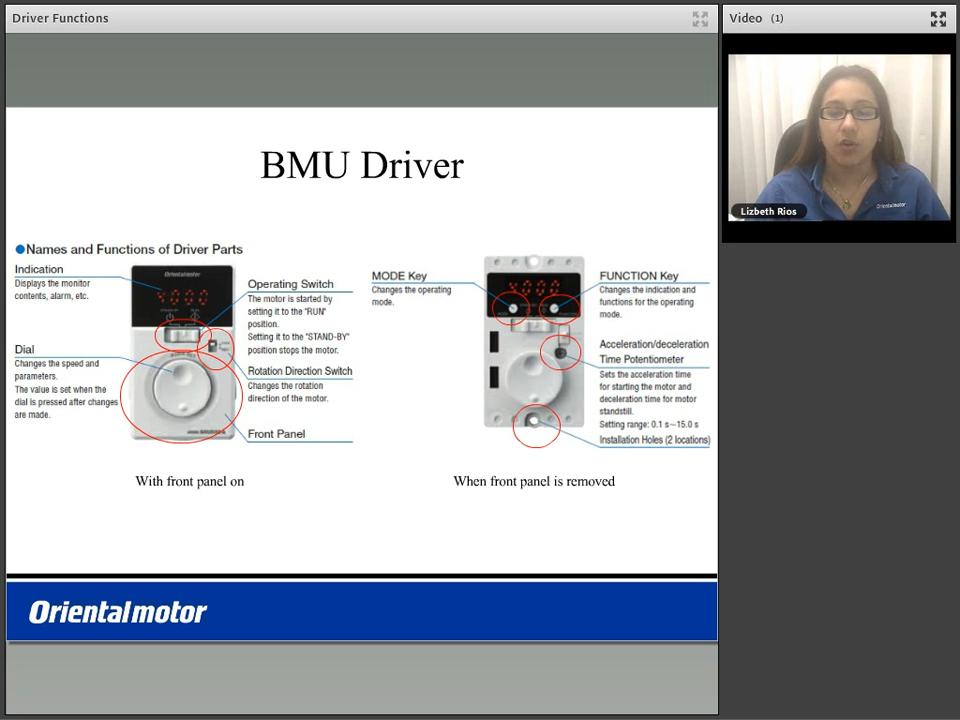 Driver Functions
Video (1)
Lizbeth Rios
Orientalmotor
BMU Driver
●Names and Functions of Driver Parts
Indication
Displays the monitor
contents, alarm, etc.
Dial
Changes the speed and
parameters.
The value is set when the
dial is pressed after changes
are made.
Orientalmotor
Operating Switch
The motor is started by
setting it to the "RUN"
position.
Setting it to the "STAND-BY"
position stops the motor.
Rotation Direction Switch
Changes the rotation
direction of the motor.
Front Panel
With front panel on
MODE Key
Changes the operating
mode.
FUNCTION Key
Changes the indication and
functions for the operating
mode.
Acceleration/deceleration
Time Potentiometer
Sets the acceleration time
for starting the motor and
deceleration time for motor
standstill.
Setting range: 0.1 s~15.0 s
Installation Holes (2 locations)
When front panel is removed
Orientalmotor